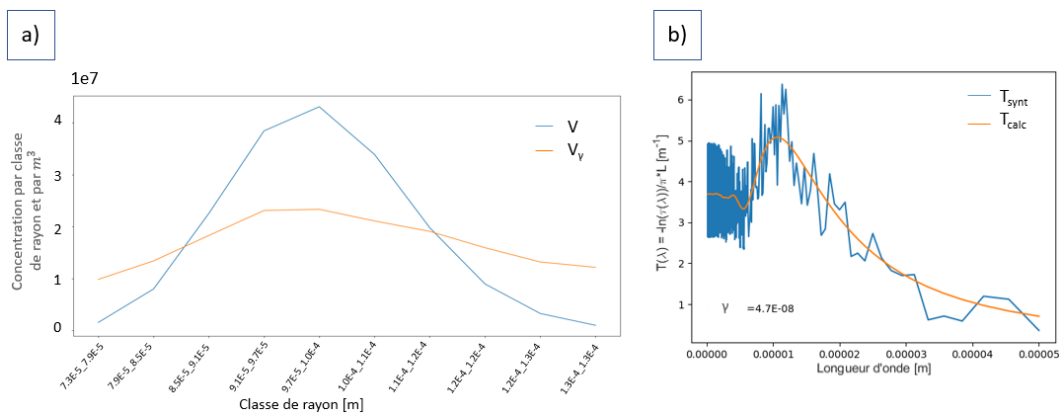 a)
1e7
Concentration par classe
de rayon et par m³
4
3
2
1
0
V
Vγ
7.3E-5_7.9E-5
7.9E-5_8.5E-5
8.5E-5_9.1E-5
9.1E-5_9.7E-5
9.7E-5_1.0E-4
1.0E-4_1.1E-4
1.1E-4_1.2E-4
1.2E-4_1.2E-4
1.2E-4_1.3E-4
1.3E-4_1.3E-4
Classe de rayon [m]
b)
T(λ) = -ln(τ(λ))/π*L [m⁻¹]
6
5
4
3
2
1
Tsynt
Tcalc
γ =4.7E-08
0.00000 0.00001 0.00002 0.00003 0.00004 0.00005
Longueur d'onde [m]